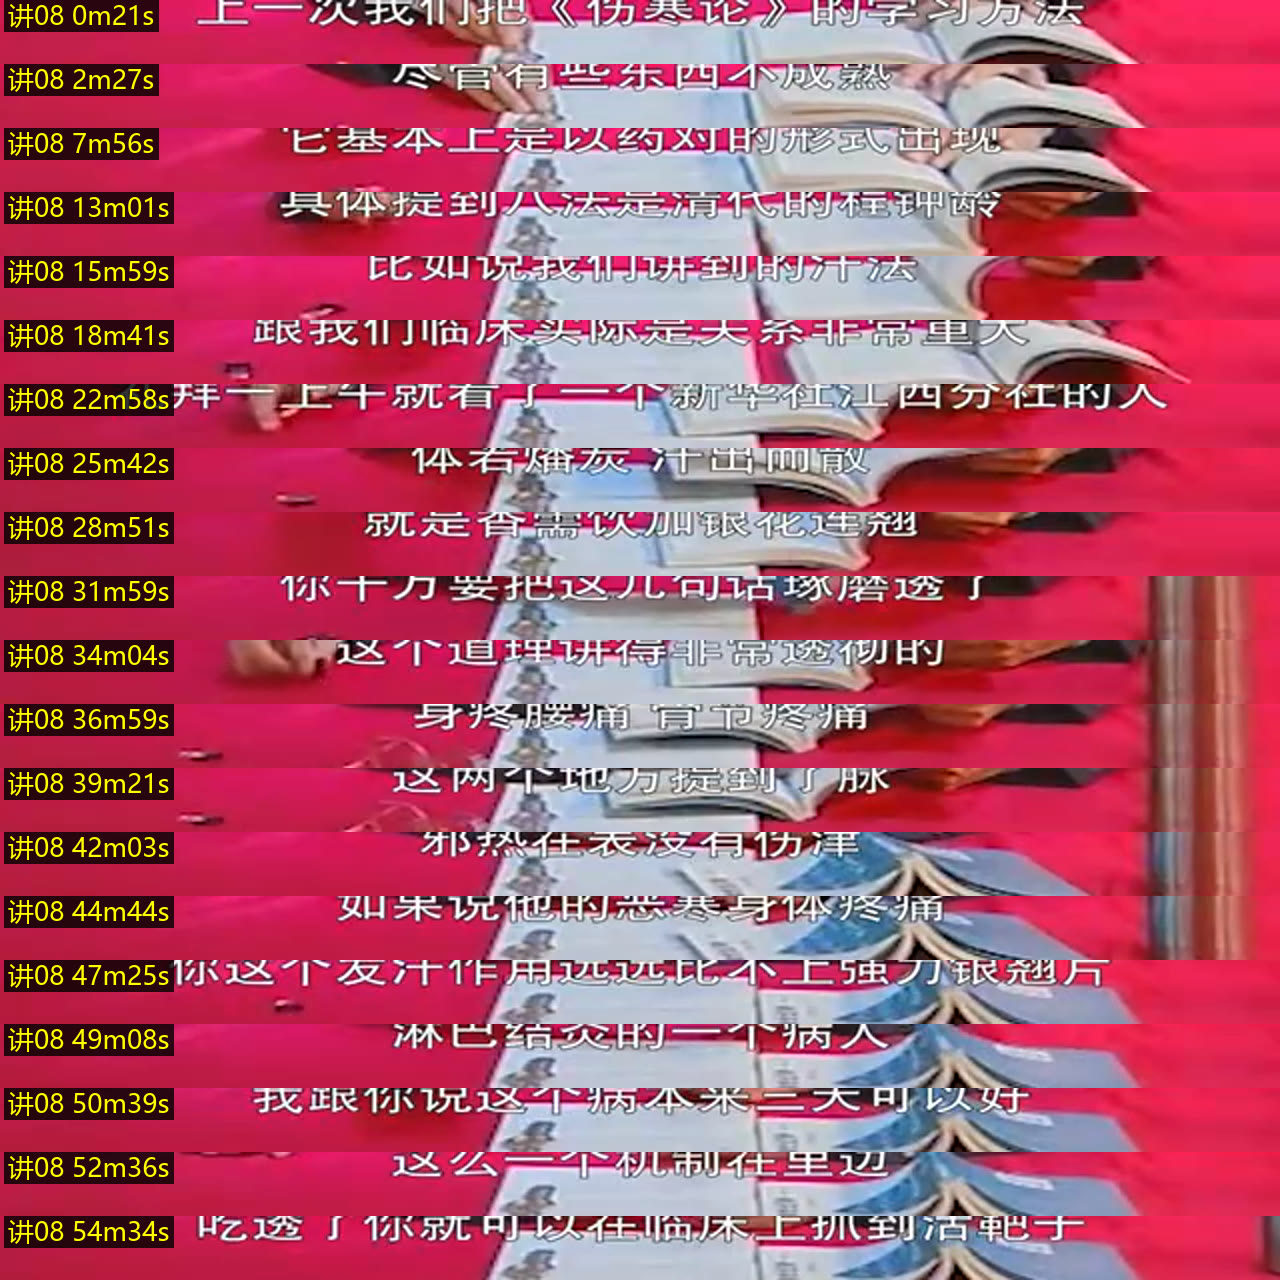 讲08 0m21s 上一次我们把《伤寒论》的学习方法
讲08 2m27s 尽管有些东西不成熟
讲08 7m56s 它基本上是以药对的形式出现
讲08 13m01s 具体提到八法是清代的程钟龄
讲08 15m59s 比如说我们讲到的汗法
讲08 18m41s 跟我们临床实际是关系非常重大
讲08 22m58s 拜一上午就看了一个新华社江西分社的人
讲08 25m42s 体若燔炭 汗出而散
讲08 28m51s 就是香薷饮加银花连翘
讲08 31m59s 你千万要把这几句话琢磨透了
讲08 34m04s 这个道理讲得非常透彻的
讲08 36m59s 身疼腰痛 骨节疼痛
讲08 39m21s 这两个地方提到了脉
讲08 42m03s 邪热在表没有伤津
讲08 44m44s 如果说他的恶寒身体疼痛
讲08 47m25s 你这个发汗作用远远比不上强力银翘片
讲08 49m08s 淋巴结炎的一个病人
讲08 50m39s 我跟你说这个病本来三天可以好
讲08 52m36s 这么一个机制在里边
讲08 54m34s 吃透了你就可以在临床上抓到活靶子